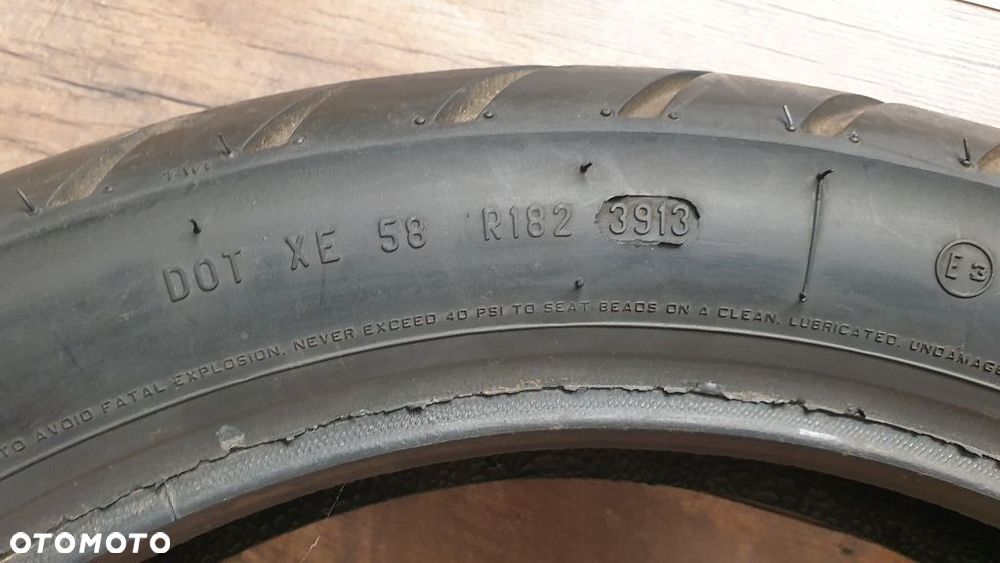 TWI
DOT XE 58 R182 3913
E3
TO AVOID FATAL EXPLOSION, NEVER EXCEED 40 PSI TO SEAT BEADS ON A CLEAN, LUBRICATED, UNDAMAGE
OTOMOTO